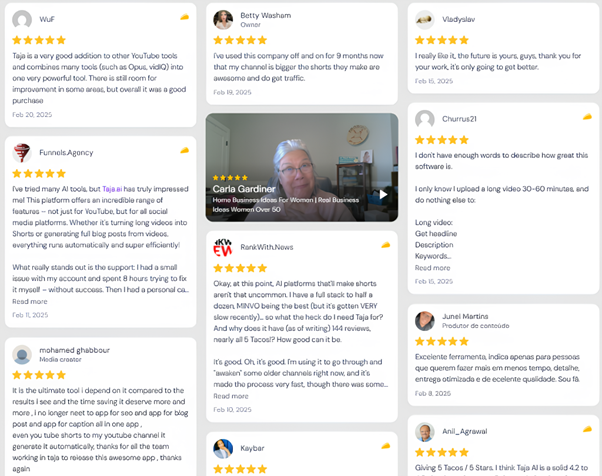 WuF
Taja is a very good addition to other YouTube tools
and combines many tools (such as Opus, vidIQ) into
one very powerful tool. There is still room for
improvement in some areas, but overall it was a good
purchase
Feb 20, 2025
Funnels.Agency
I've tried many AI tools, but Taja.ai has truly impressed
me! This platform offers an incredible range of
features – not just for YouTube, but for all social
media platforms. Whether it's turning long videos into
Shorts or generating full blog posts from videos,
everything runs automatically and super efficiently!
What really stands out is the support: I had a small
issue with my account and spent 8 hours trying to fix
it myself – without success. Then I had a personal ca...
Read more
Feb 11, 2025
mohamed ghabbour
Media creator
it is the ultimate tool i depend on it compared to the
results i see and the time saving it deserve more and
more , i no longer neet to app for seo and app for blog
post and app for caption all in one app ,
even you tube shorts to my youtube channel it
generate it automatically, thanks for all the team
working in taja to release this awesome app , thanks
again
Betty Washam
Owner
i've used this company off and on for 9 months now
that my channel is bigger the shorts they make are
awesome and do get traffic.
Feb 19, 2025
Carla Gardiner
Home Business Ideas For Women | Real Business
Ideas Women Over 50
KW
EW
RankWith.News
Okay, at this point, AI platforms that'll make shorts
aren't that uncommon. I have a full stack to half a
dozen, MINVO being the best (but it's gotten VERY
slow recently)... so what the heck do I need Taja for?
And why does it have (as of writing) 144 reviews,
nearly all 5 Tacos!? How good can it be.
it's good. Oh, it's good. I'm using it to go through and
"awaken" some older channels right now, and it's
made the process very fast, though there was some...
Read more
Feb 10, 2025
Kaybar
Vladyslav
I really like it, the future is yours, guys, thank you for
your work, it's only going to get better.
Feb 15, 2025
Churrus21
I don't have enough words to describe how great this
software is.
I only know I upload a long video 30-60 minutes, and
do nothing else to:
Long video:
Get headline
Description
Keywords...
Read more
Feb 15, 2025
Junei Martins
Produtor de conteúdo
Excelente ferramenta, indica apenas para pessoas
que querem fazer mais em menos tempo, detalhe,
entrega otimizada e de ecelente qualidade. Sou fã.
Feb 8, 2025
Anil_Agrawal
Giving 5 Tacos / 5 Stars. I think Taja AI is a solid 4.2 to